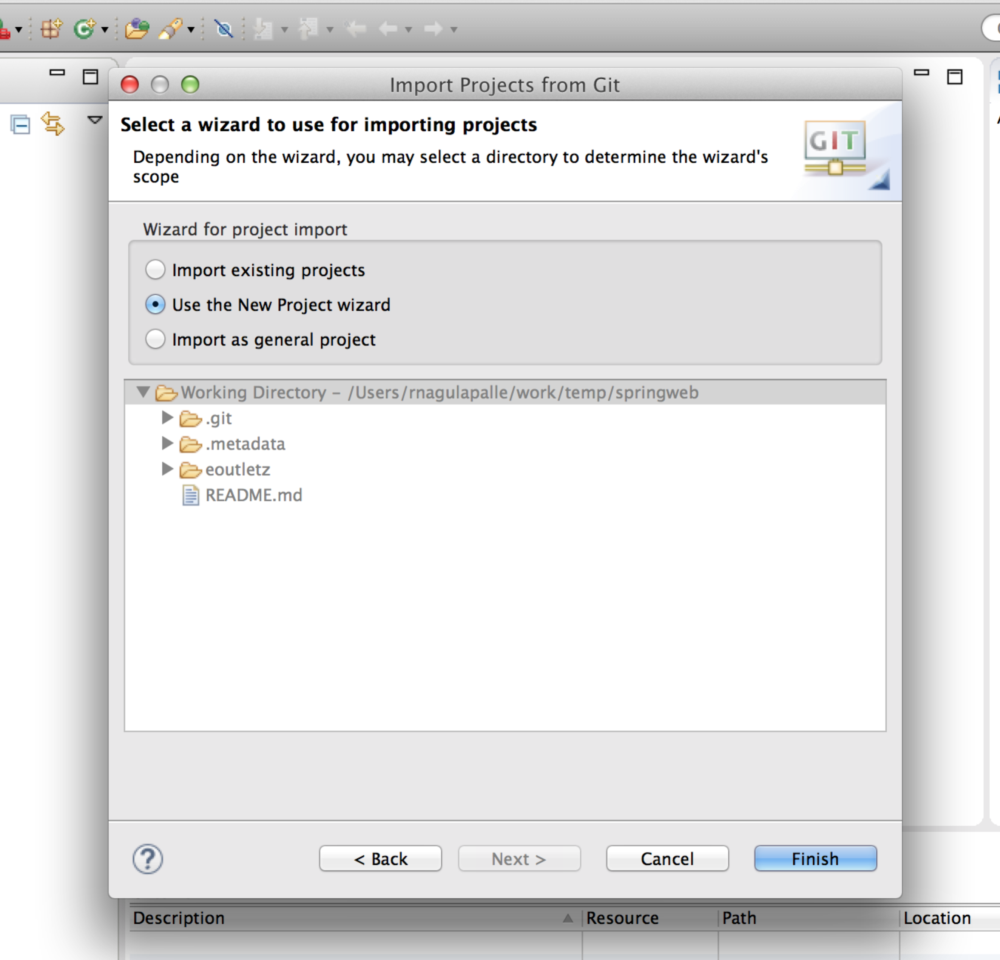 Import Projects from Git
Select a wizard to use for importing projects
Depending on the wizard, you may select a directory to determine the wizard's
scope
GIT
Wizard for project import
Import existing projects
Use the New Project wizard
Import as general project
Working Directory – /Users/rnagulapalle/work/temp/springweb
.git
.metadata
eoutletz
README.md
?
< Back
Next >
Cancel
Finish
Description
Resource
Path
Location